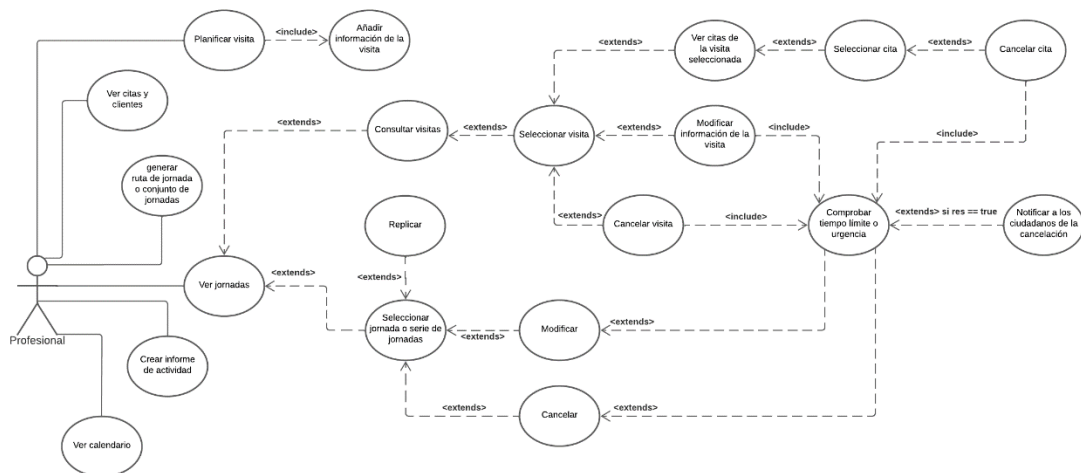 Planificar visita
<include>
Añadir
información de la
visita
Ver citas y
clientes
generar
ruta de jornada
o conjunto de
jornadas
Profesional
Ver jornadas
Crear informe
de actividad
Ver calendario
<extends>
Consultar visitas
<extends>
Seleccionar visita
<extends>
Ver citas de
la visita
seleccionada
<extends>
Seleccionar cita
<extends>
Cancelar cita
<include>
<extends>
Modificar
información de la
visita
<include>
<extends>
Cancelar visita
<include>
Comprobar
tiempo límite o
urgencia
<extends> si res == true
Notificar a los
ciudadanos de la
cancelación
Replicar
<extends>
<extends>
Seleccionar
jornada o serie de
jornadas
<extends>
Modificar
<extends>
<extends>
Cancelar
<extends>